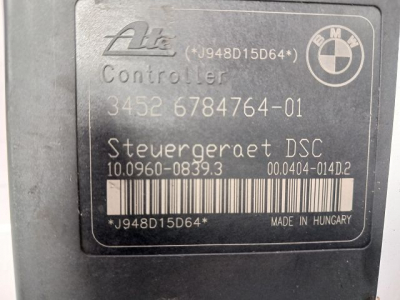 Ate (*J948D15D64*) BMW
Controller
3452 6784764-01
Steuergeraet DSC
10.0960-0839.3 00.0404-014D.2
*J948D15D64* MADE IN HUNGARY